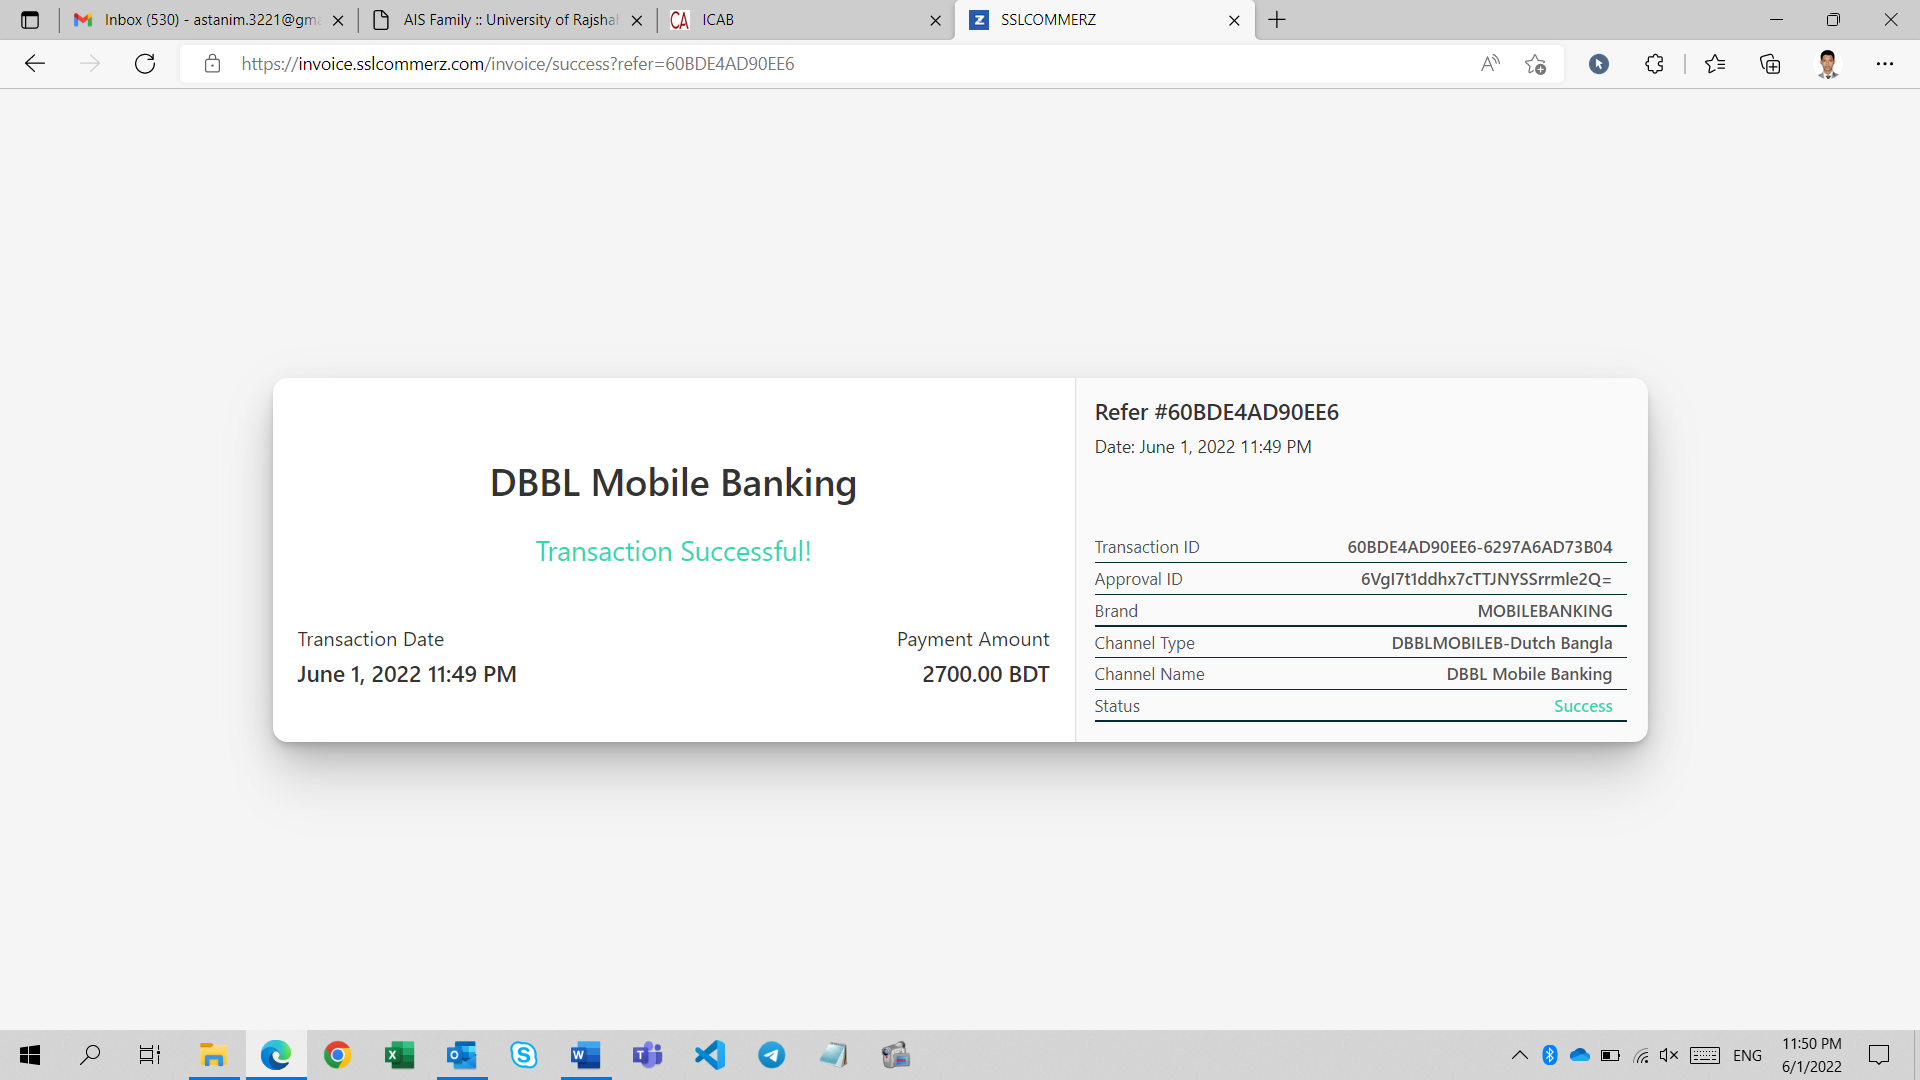 Inbox (530) - astanim.3221@gma
AIS Family :: University of Rajshah
ICAB
SSLCOMMERZ
https://invoice.sslcommerz.com/invoice/success?refer=60BDE4AD90EE6
DBBL Mobile Banking
Transaction Successful!
Transaction Date
June 1, 2022 11:49 PM
Payment Amount
2700.00 BDT
Refer #60BDE4AD90EE6
Date: June 1, 2022 11:49 PM
Transaction ID 60BDE4AD90EE6-6297A6AD73B04
Approval ID 6VgI7t1ddhx7cTTJNYSSrrmle2Q=
Brand MOBILEBANKING
Channel Type DBBLMOBILEB-Dutch Bangla
Channel Name DBBL Mobile Banking
Status Success
ENG
11:50 PM
6/1/2022